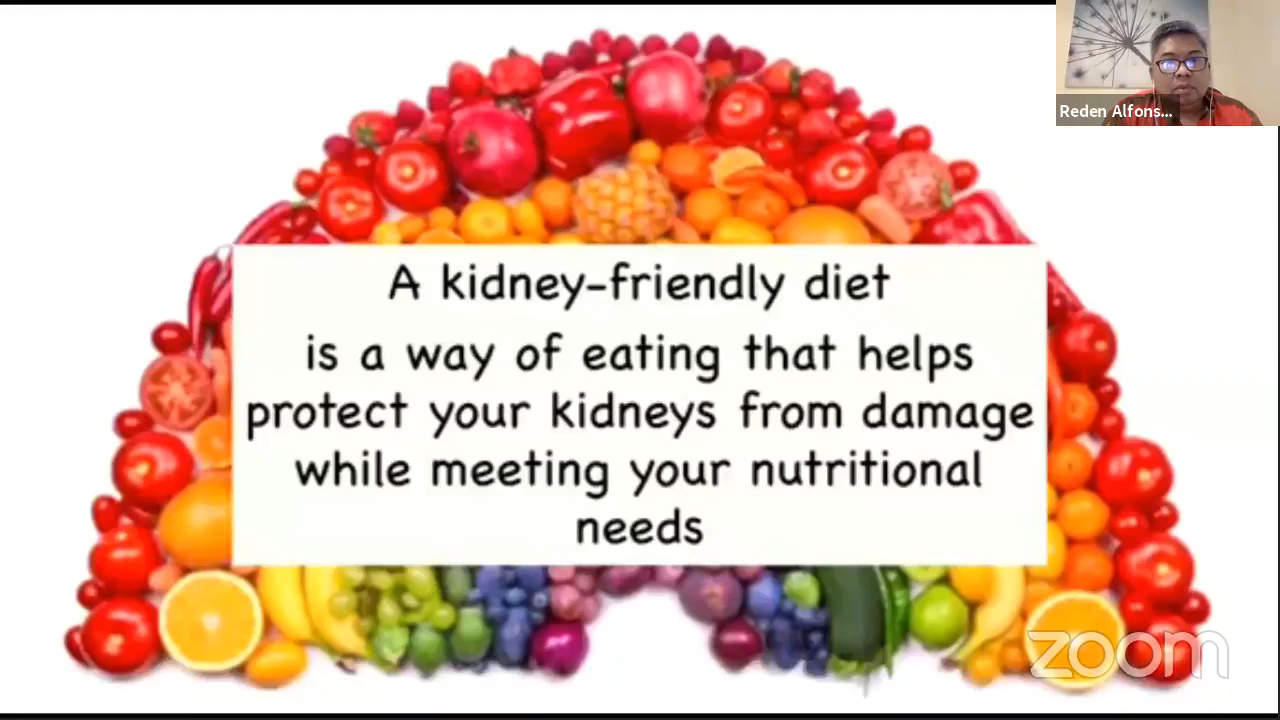 Reden Alfons...
A kidney-friendly diet
is a way of eating that helps
protect your kidneys from damage
while meeting your nutritional
needs
zoom